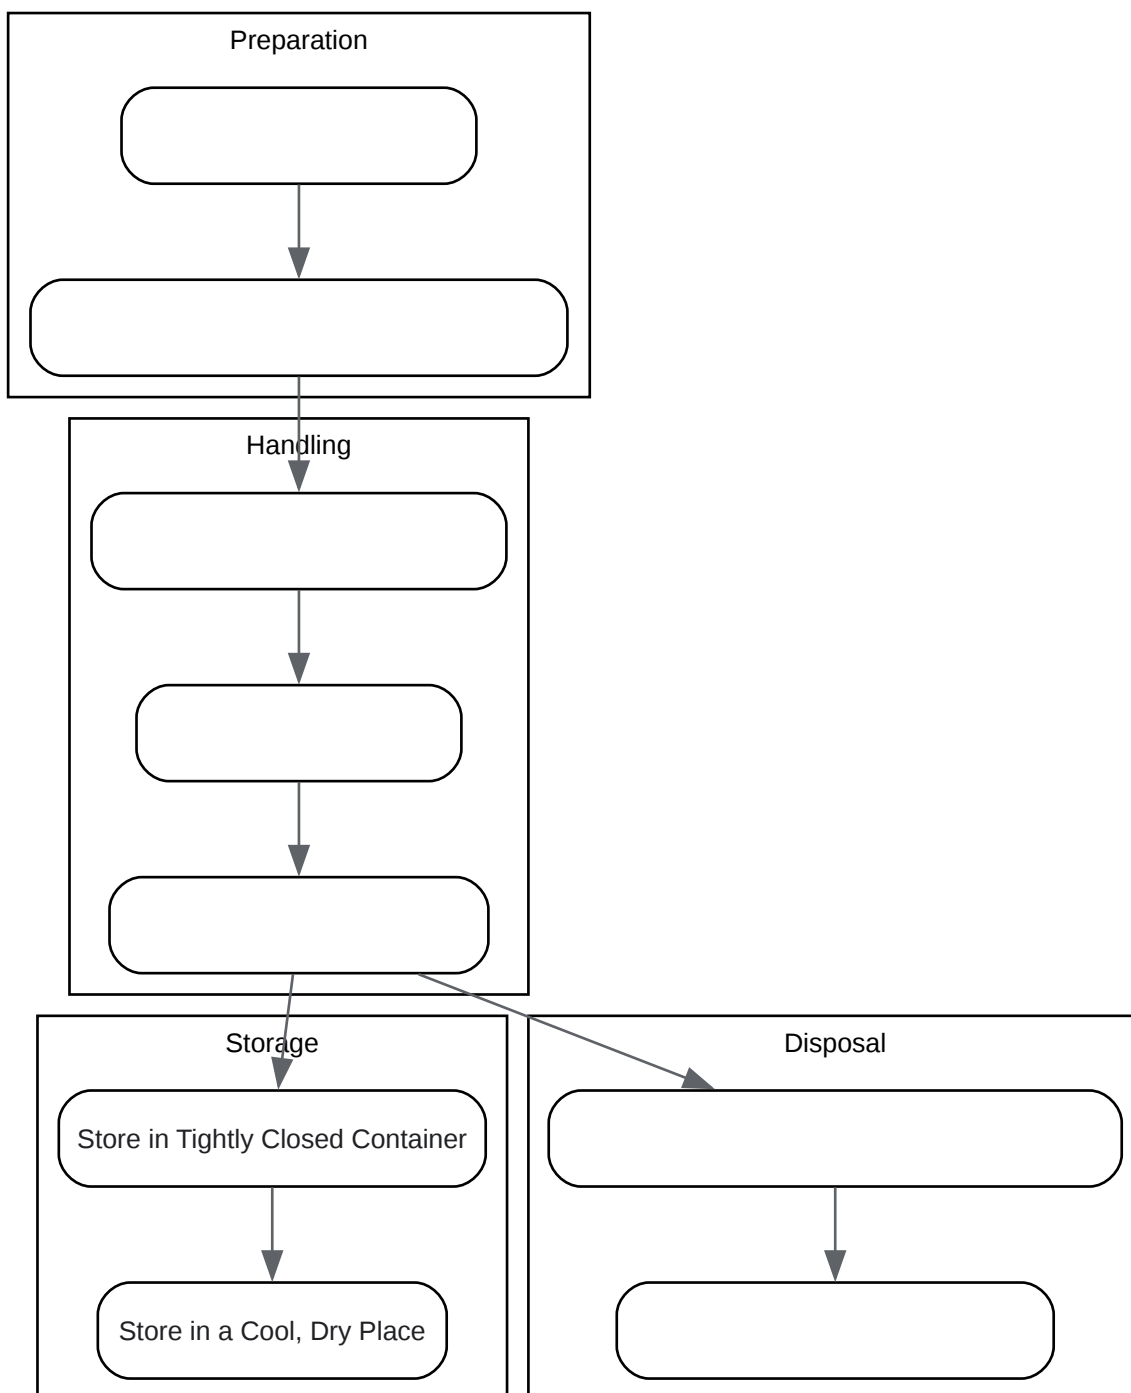 Preparation
Handling
Storage
Disposal
Store in Tightly Closed Container
Store in a Cool, Dry Place